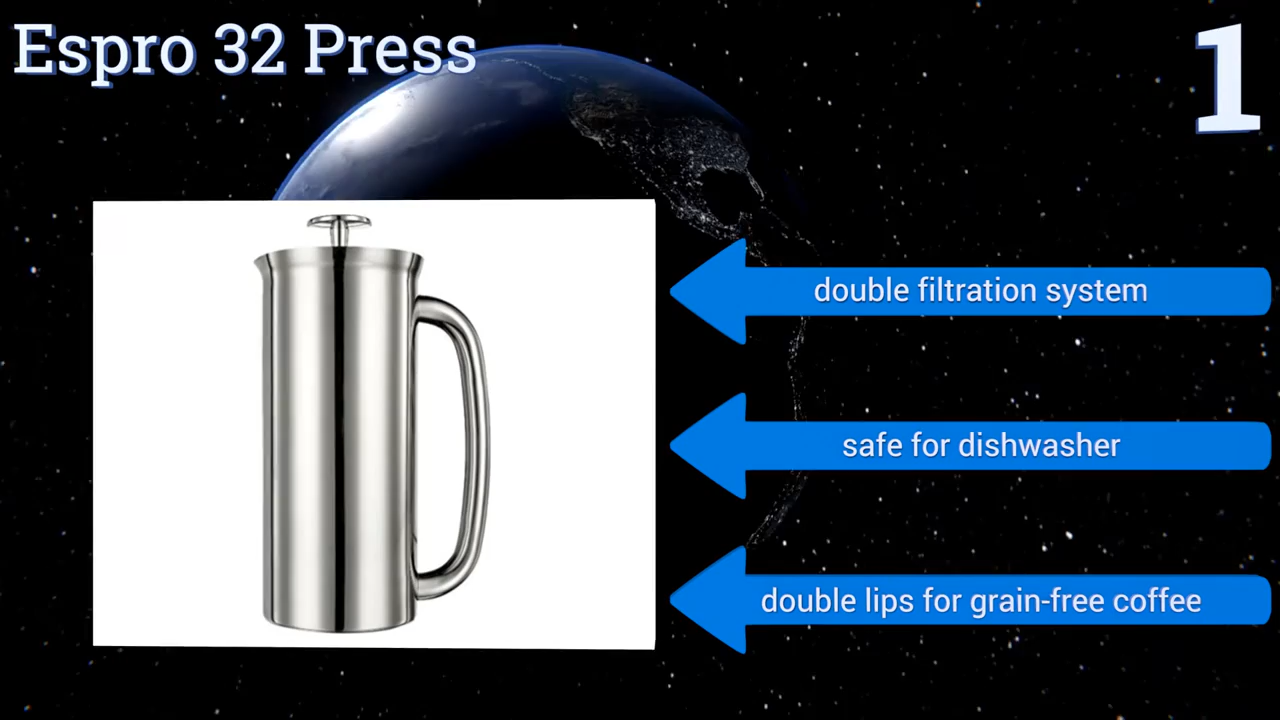 Espro 32 Press
1
double filtration system
safe for dishwasher
double lips for grain-free coffee